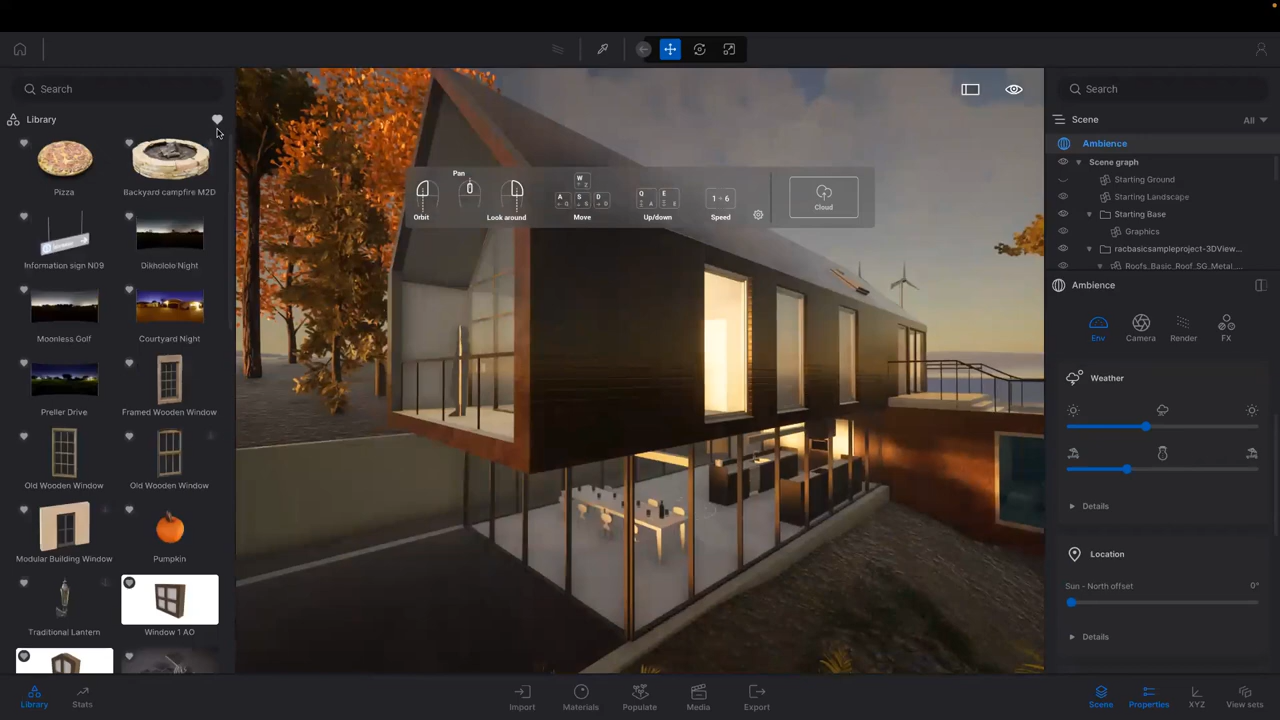 Search
Library
Pizza
Backyard campfire M2D
Information sign N09
Dikhololo Night
Moonless Golf
Courtyard Night
Preller Drive
Framed Wooden Window
Old Wooden Window
Old Wooden Window
Modular Building Window
Pumpkin
Traditional Lantern
Window 1 AO
Library
Stats
Pan
Orbit
Look around
W
A
S
D
Move
Q
E
Up/down
1
6
Speed
Cloud
Import
Materials
Populate
Media
Export
Search
Scene
All
Ambience
Scene graph
Starting Ground
Starting Landscape
Starting Base
Graphics
racbasicsampleproject-3DView...
Roofs_Basic_Roof_SG_Metal_...
Ambience
Env
Camera
Render
FX
Weather
Details
Location
Sun - North offset
0°
Details
Scene
Properties
XYZ
View sets